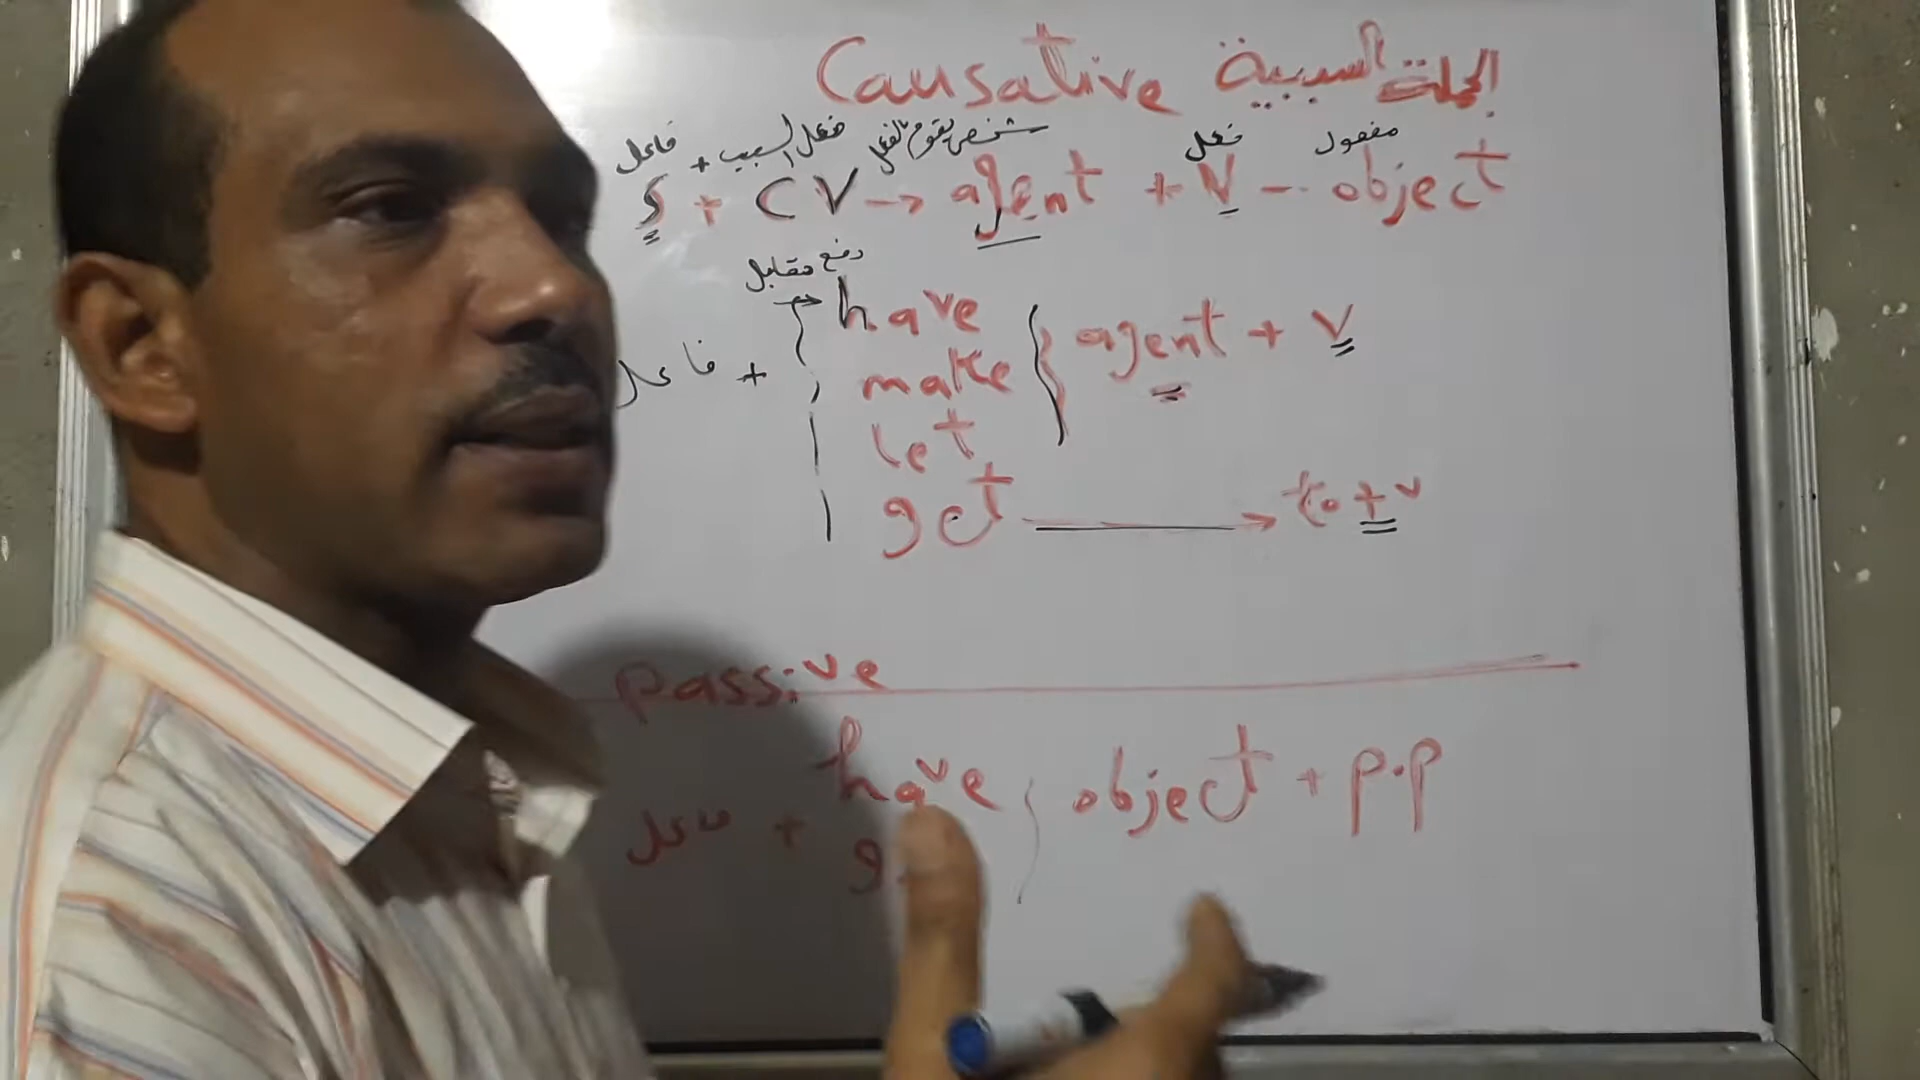 Causative الجملة السببية
فاعل + فعل السبب شخص يقوم بالفعل فعل مفعول
S + CV → agent + V - object
دفع مقابل
فاعل + { have } agent + V
make
let
get → to + v
passive
فاعل + have } object + p.p